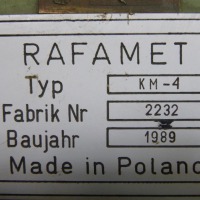 RAFAMET
Typ KM-4
Fabrik Nr 2232
Baujahr 1989
Made in Poland